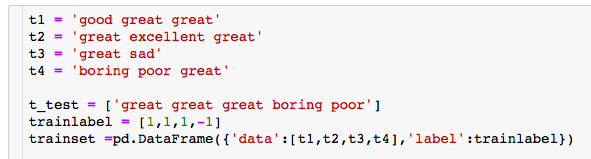 t1 = 'good great great'
t2 = 'great excellent great'
t3 = 'great sad'
t4 = 'boring poor great'
t_test = ['great great great boring poor']
trainlabel = [1,1,1,-1]
trainset =pd.DataFrame({'data':[t1,t2,t3,t4],'label':trainlabel})